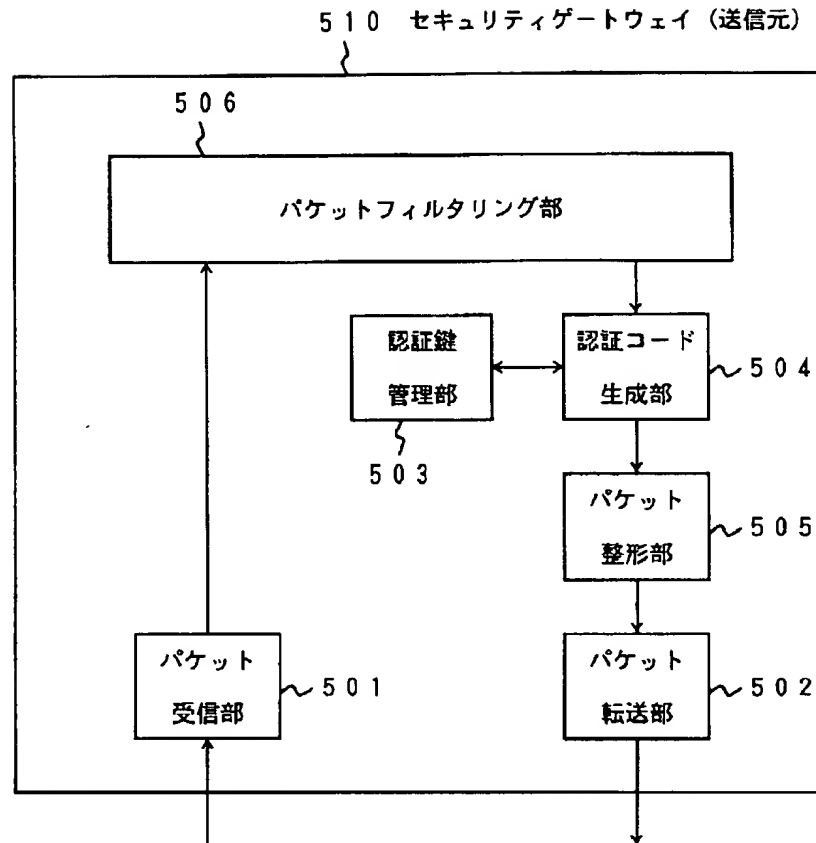 510 セキュリティゲートウェイ(送信元)
506
パケットフィルタリング部
認証鍵
管理部
503
認証コード
生成部
504
パケット
整形部
505
パケット
受信部
501
パケット
転送部
502